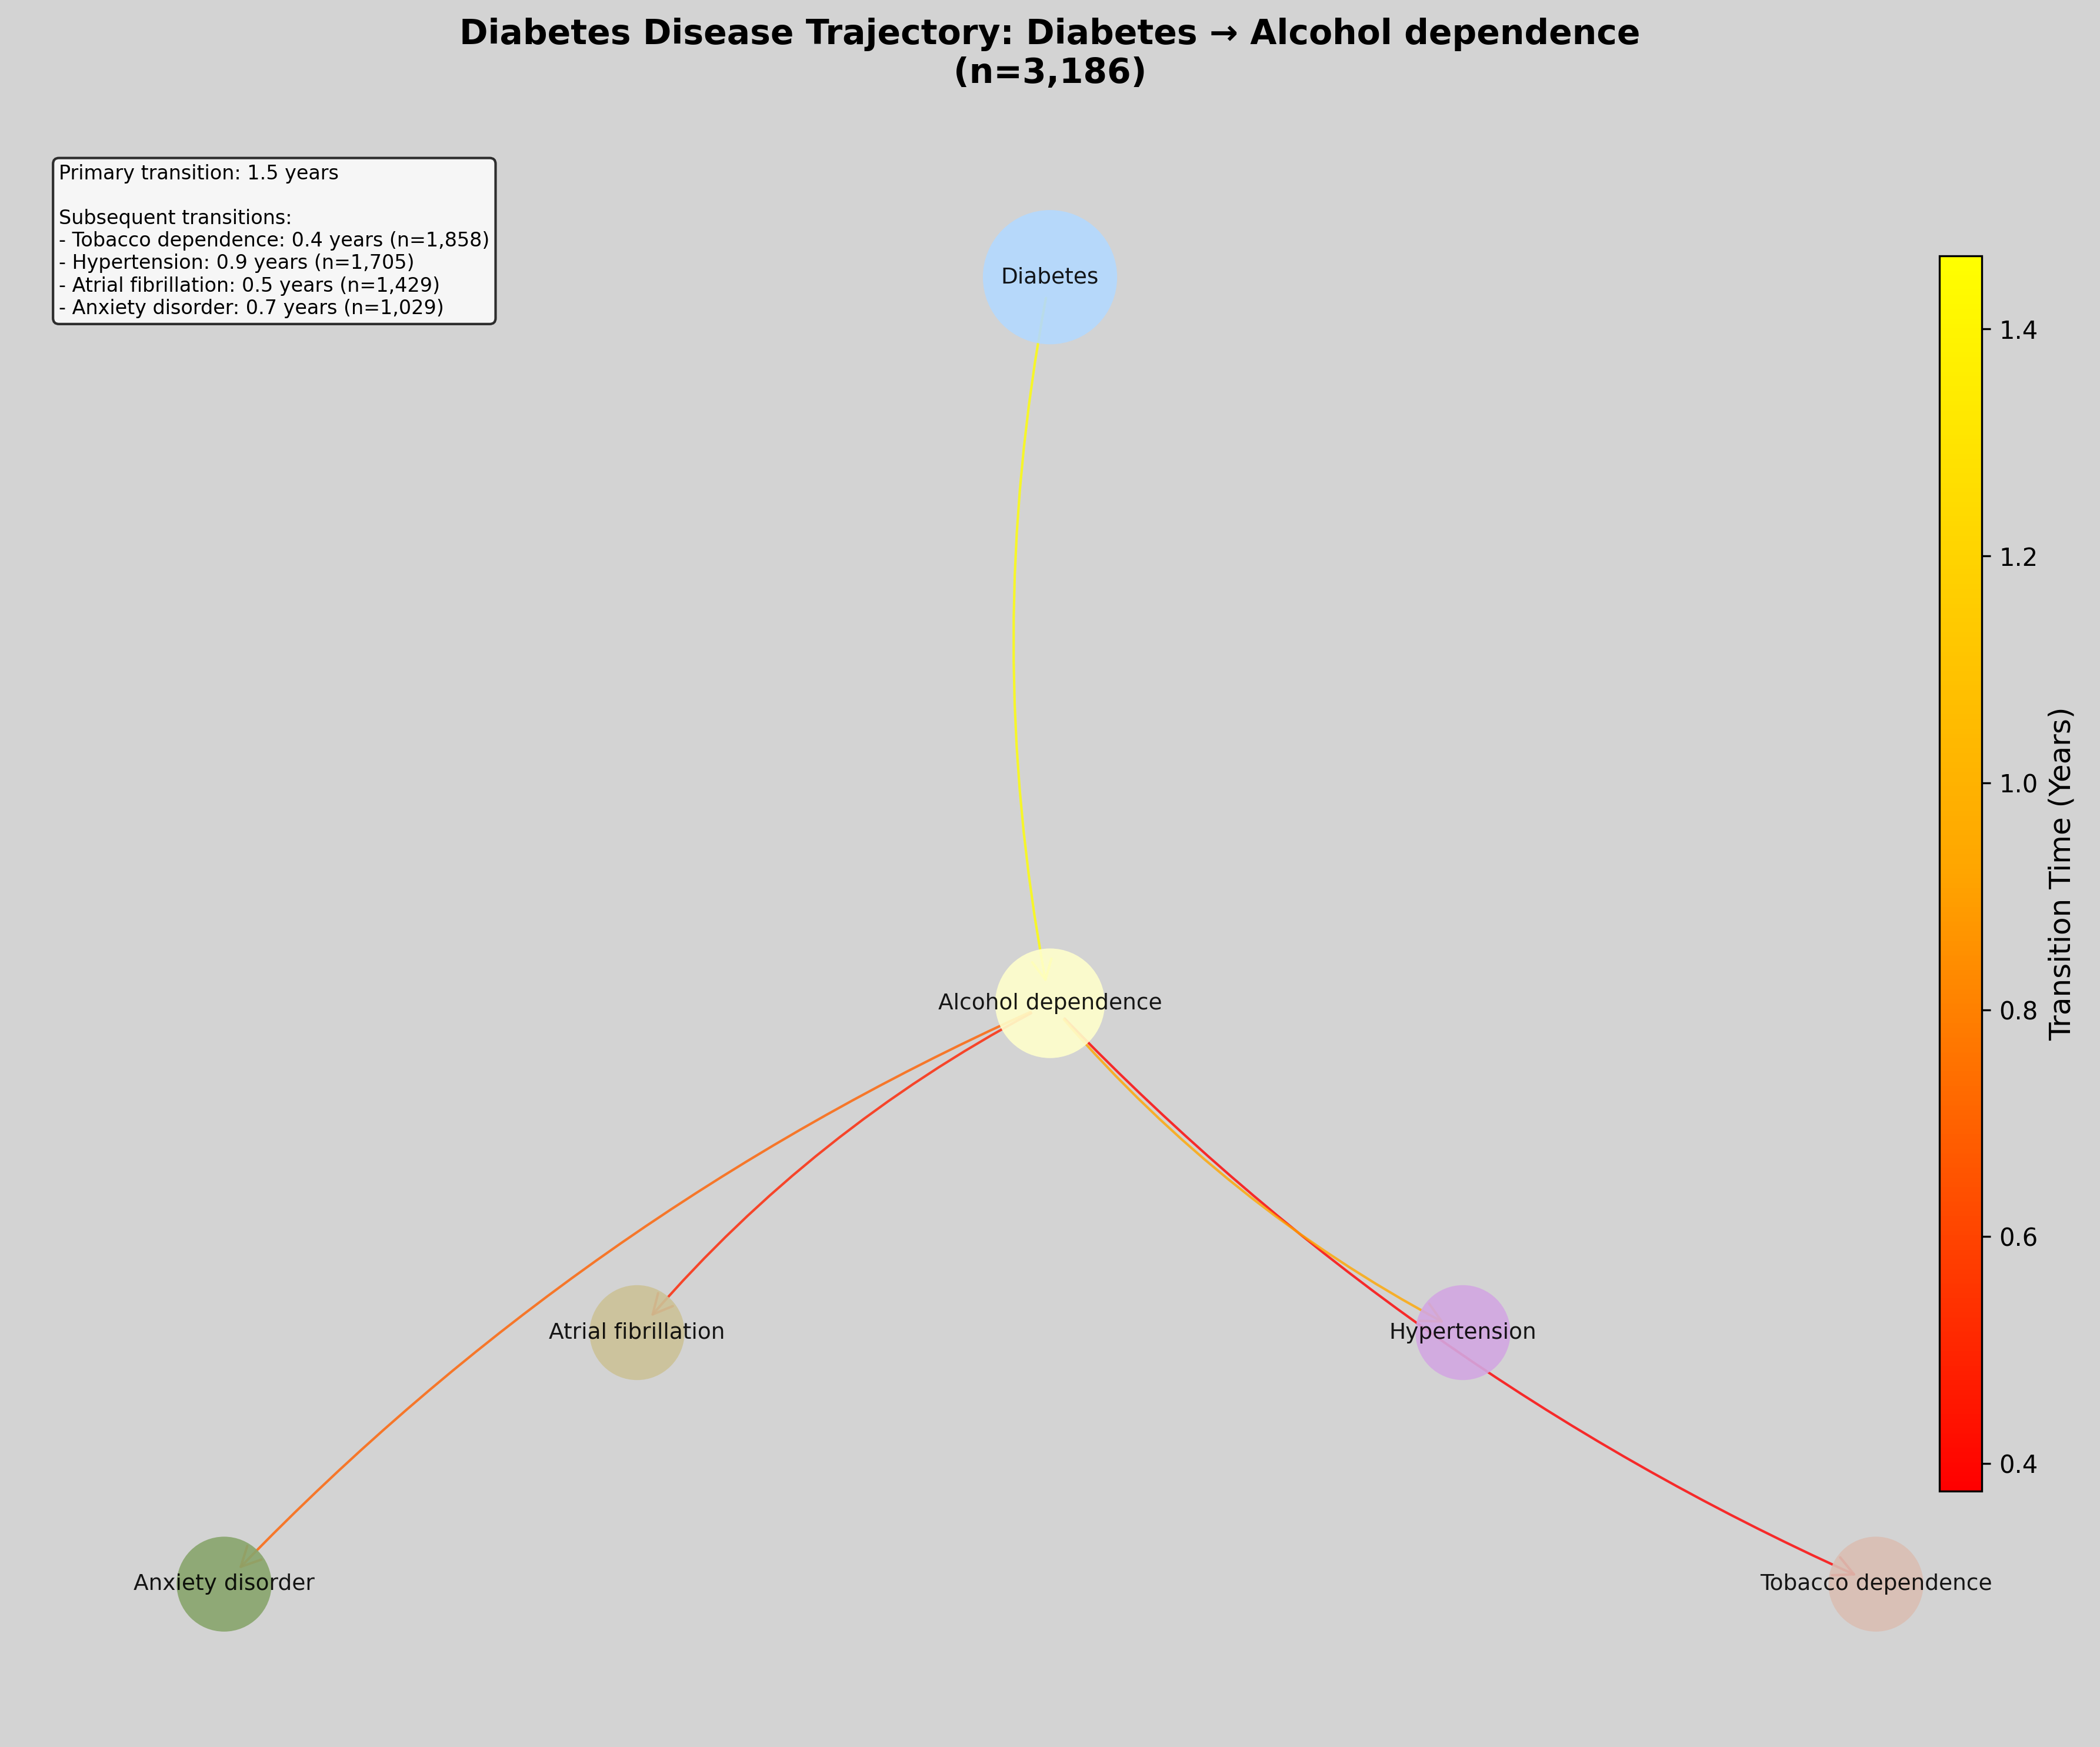 Diabetes Disease Trajectory: Diabetes → Alcohol dependence
(n=3,186)
Primary transition: 1.5 years
Subsequent transitions:
- Tobacco dependence: 0.4 years (n=1,858)
- Hypertension: 0.9 years (n=1,705)
- Atrial fibrillation: 0.5 years (n=1,429)
- Anxiety disorder: 0.7 years (n=1,029)
Diabetes
Alcohol dependence
Atrial fibrillation
Hypertension
Anxiety disorder
Tobacco dependence
1.4
1.2
1.0
0.8
0.6
0.4
Transition Time (Years)